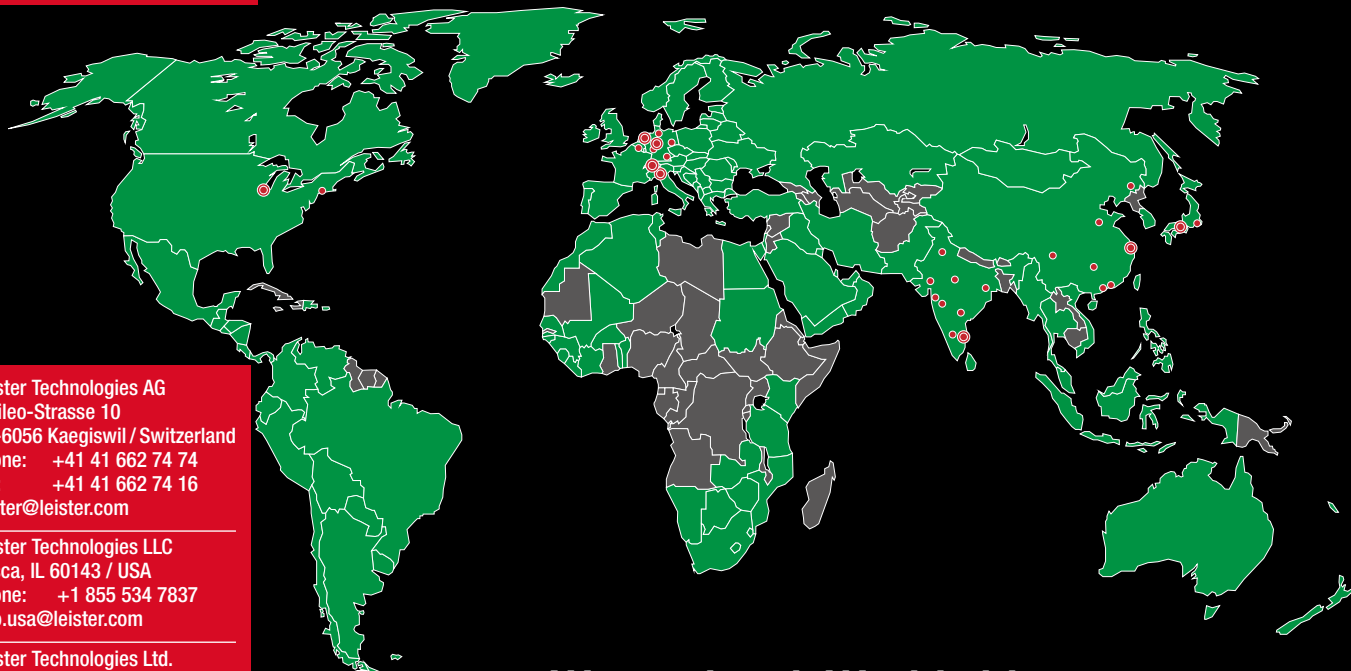 ster Technologies AG
ileo-Strasse 10
-6056 Kaegiswil / Switzerland
one: +41 41 662 74 74
+41 41 662 74 16
ter@leister.com
ster Technologies LLC
sca, IL 60143 / USA
one: +1 855 534 7837
o.usa@leister.com
ster Technologies Ltd.